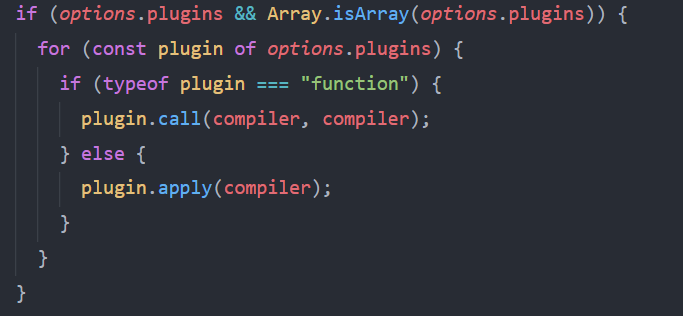 if (options.plugins && Array.isArray(options.plugins)) {
  for (const plugin of options.plugins) {
    if (typeof plugin === "function") {
      plugin.call(compiler, compiler);
    } else {
      plugin.apply(compiler);
    }
  }
}